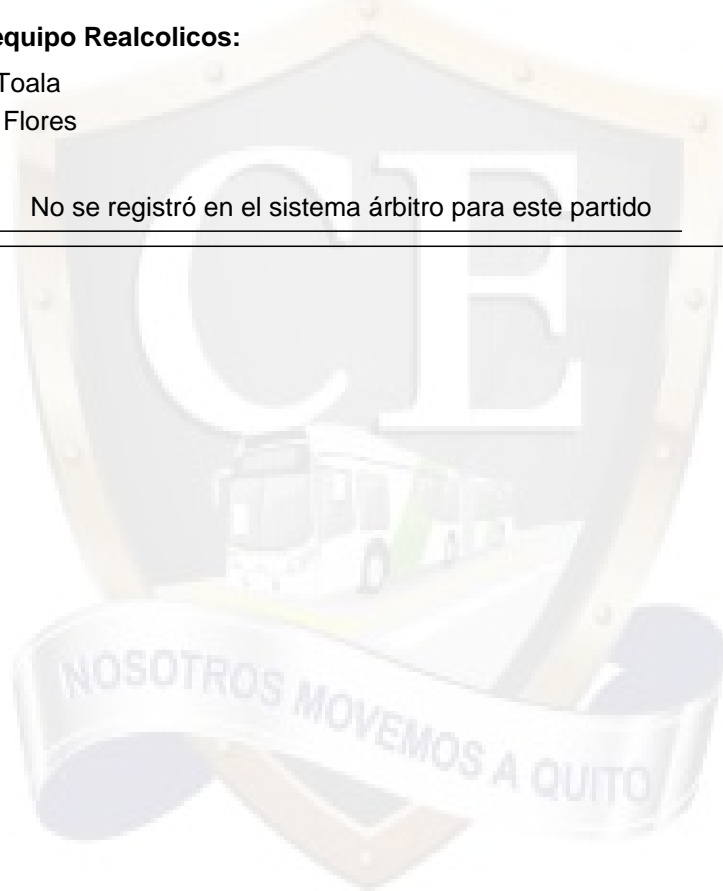 equipo Realcolicos:
Toala
Flores
No se registró en el sistema árbitro para este partido
CE
NOSOTROS MOVEMOS A QUITO